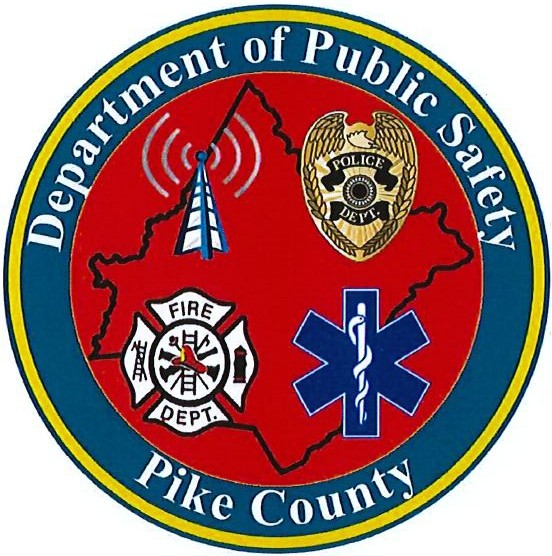 Department of Public Safety
POLICE
DEPT.
FIRE
DEPT.
Pike County